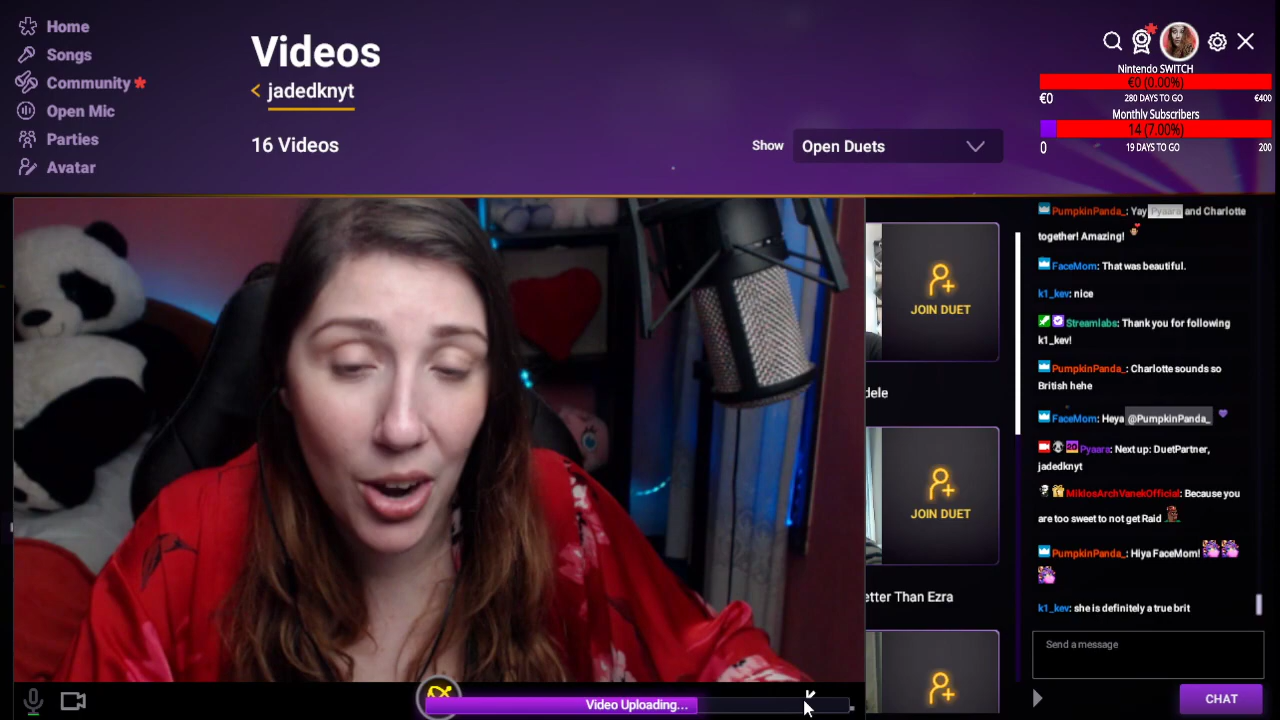 Home
Songs
Community
Open Mic
Parties
Avatar
Videos
< jadedknyt
16 Videos
Show
Open Duets
Nintendo SWITCH
€0 (0.00%)
€0
280 DAYS TO GO
€400
Monthly Subscribers
14 (7.00%)
0
19 DAYS TO GO
200
JOIN DUET
dele
JOIN DUET
etter Than Ezra
PumpkinPanda_: Yay Pyaara and Charlotte
together! Amazing!
FaceMom: That was beautiful.
k1_kev: nice
Streamlabs: Thank you for following
k1_kev!
PumpkinPanda_: Charlotte sounds so
British hehe
FaceMom: Heya @PumpkinPanda_
Pyaara: Next up: DuetPartner,
jadedknyt
MiklosArchVanekOfficial: Because you
are too sweet to not get Raid
PumpkinPanda_: Hiya FaceMom!
k1_kev: she is definitely a true brit
Send a message
CHAT
Video Uploading...